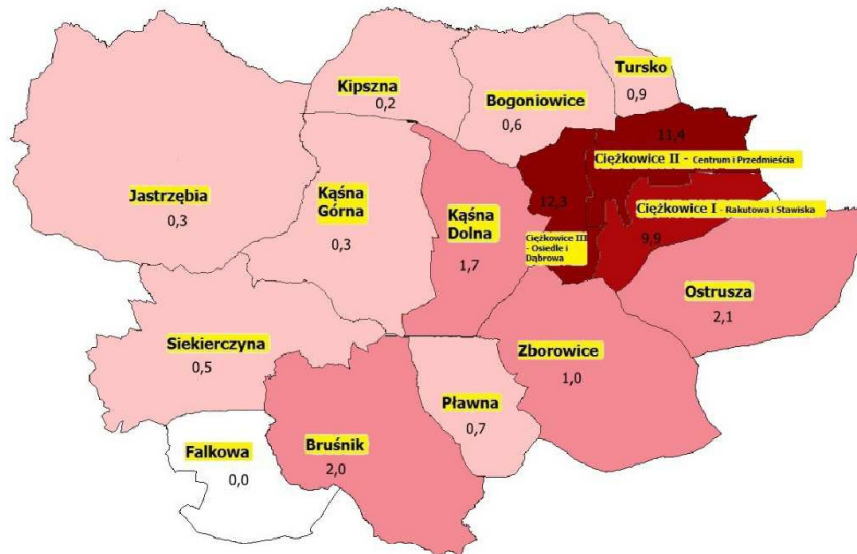 Kipszna
0,2
Bogoniowice
0,6
Tursko
0,9
11,4
Ciężkowice II - Centrum i Przedmieścia
Jastrzębia
0,3
Kąśna
Górna
0,3
Kąśna
Dolna
1,7
12,3
Ciężkowice III
- Osiedle i
Dąbrowa
Ciężkowice I - Rakutowa i Stawiska
9,9
Ostrusza
2,1
Siekierczyna
0,5
Zborowice
1,0
Pławna
0,7
Falkowa
0,0
Bruśnik
2,0